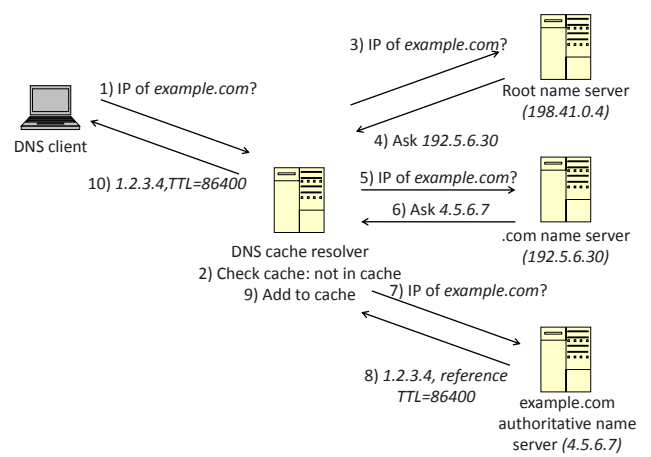 3) IP of example.com?
1) IP of example.com?
Root name server
(198.41.0.4)
4) Ask 192.5.6.30
DNS client
10) 1.2.3.4,TTL=86400
5) IP of example.com?
6) Ask 4.5.6.7
.com name server
(192.5.6.30)
DNS cache resolver
2) Check cache: not in cache
9) Add to cache
7) IP of example.com?
8) 1.2.3.4, reference
TTL=86400
example.com
authoritative name
server (4.5.6.7)